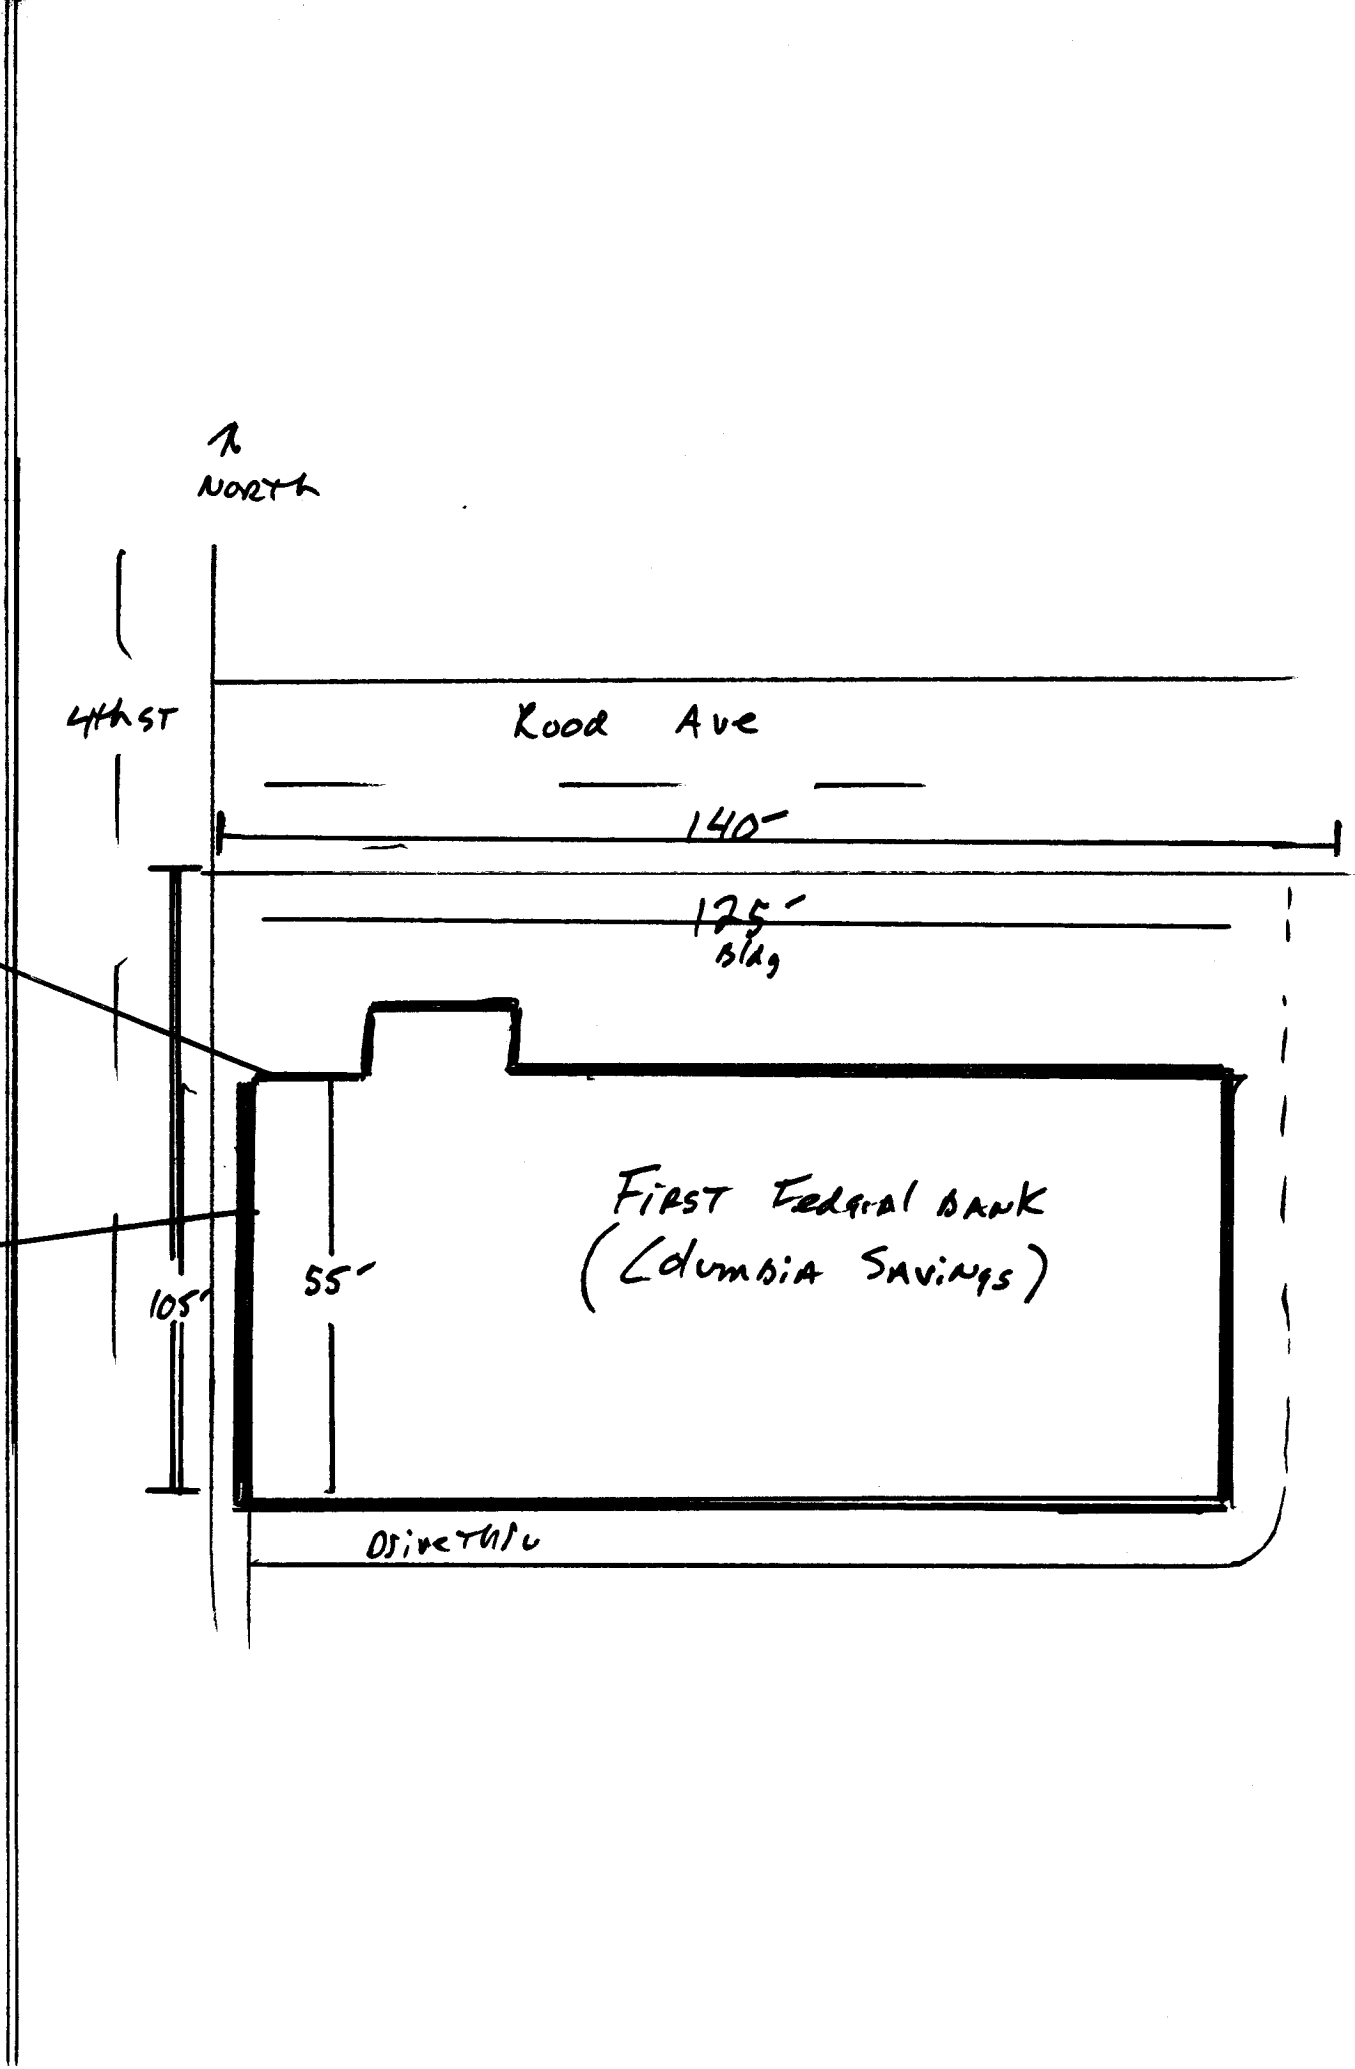 ↑
NORTH
4th ST
Rood Ave
140'
125'
Bldg
First Federal Bank
(Columbia Savings)
55'
105'
Drive Thru